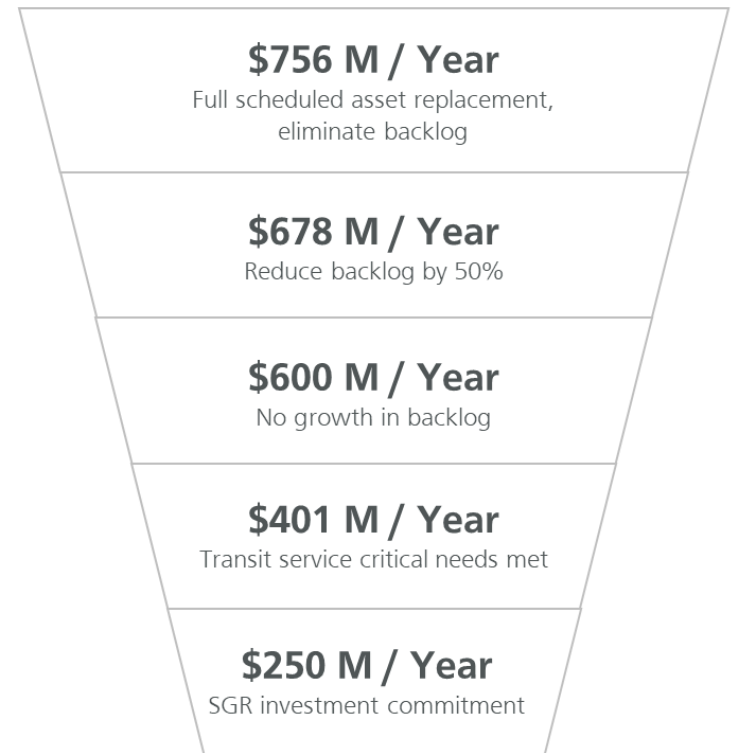 $756 M / Year
Full scheduled asset replacement,
eliminate backlog
$678 M / Year
Reduce backlog by 50%
$600 M / Year
No growth in backlog
$401 M / Year
Transit service critical needs met
$250 M / Year
SGR investment commitment